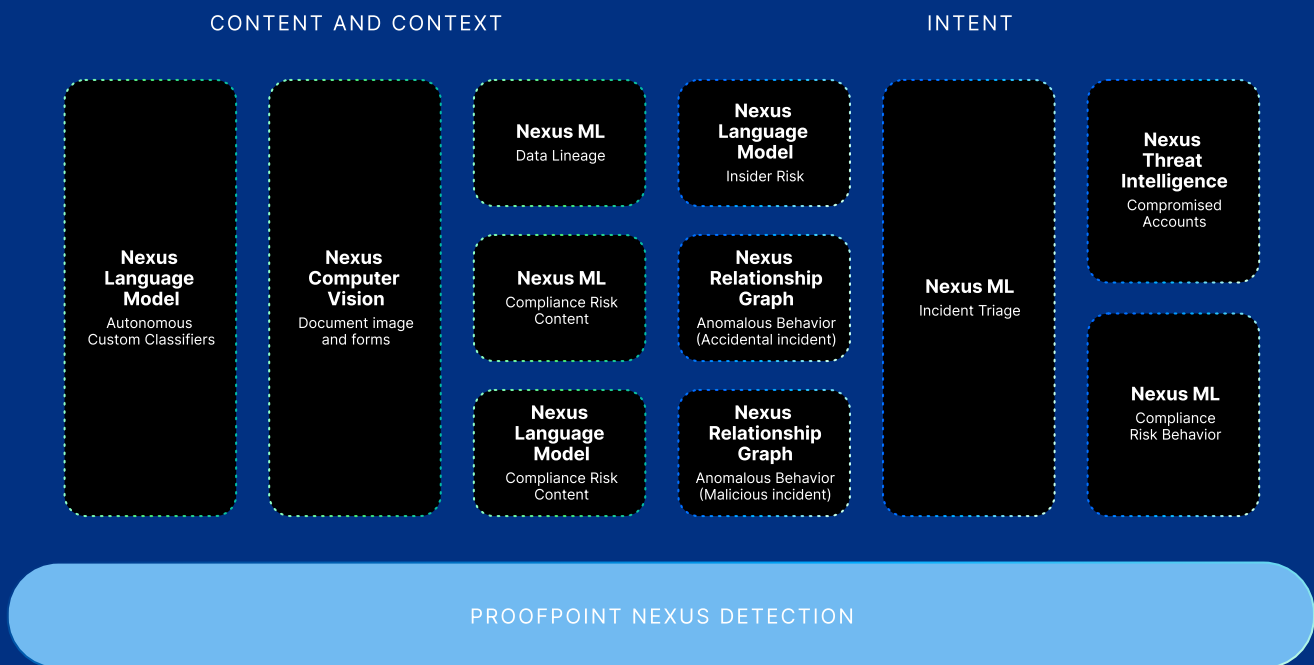 CONTENT AND CONTEXT
INTENT
Nexus
Language
Model
Autonomous
Custom Classifiers
Nexus
Computer
Vision
Document image
and forms
Nexus ML
Data Lineage
Nexus ML
Compliance Risk
Content
Nexus
Language
Model
Compliance Risk
Content
Nexus
Language
Model
Insider Risk
Nexus
Relationship
Graph
Anomalous Behavior
(Accidental incident)
Nexus
Relationship
Graph
Anomalous Behavior
(Malicious incident)
Nexus ML
Incident Triage
Nexus
Threat
Intelligence
Compromised
Accounts
Nexus ML
Compliance
Risk Behavior
PROOFPOINT NEXUS DETECTION